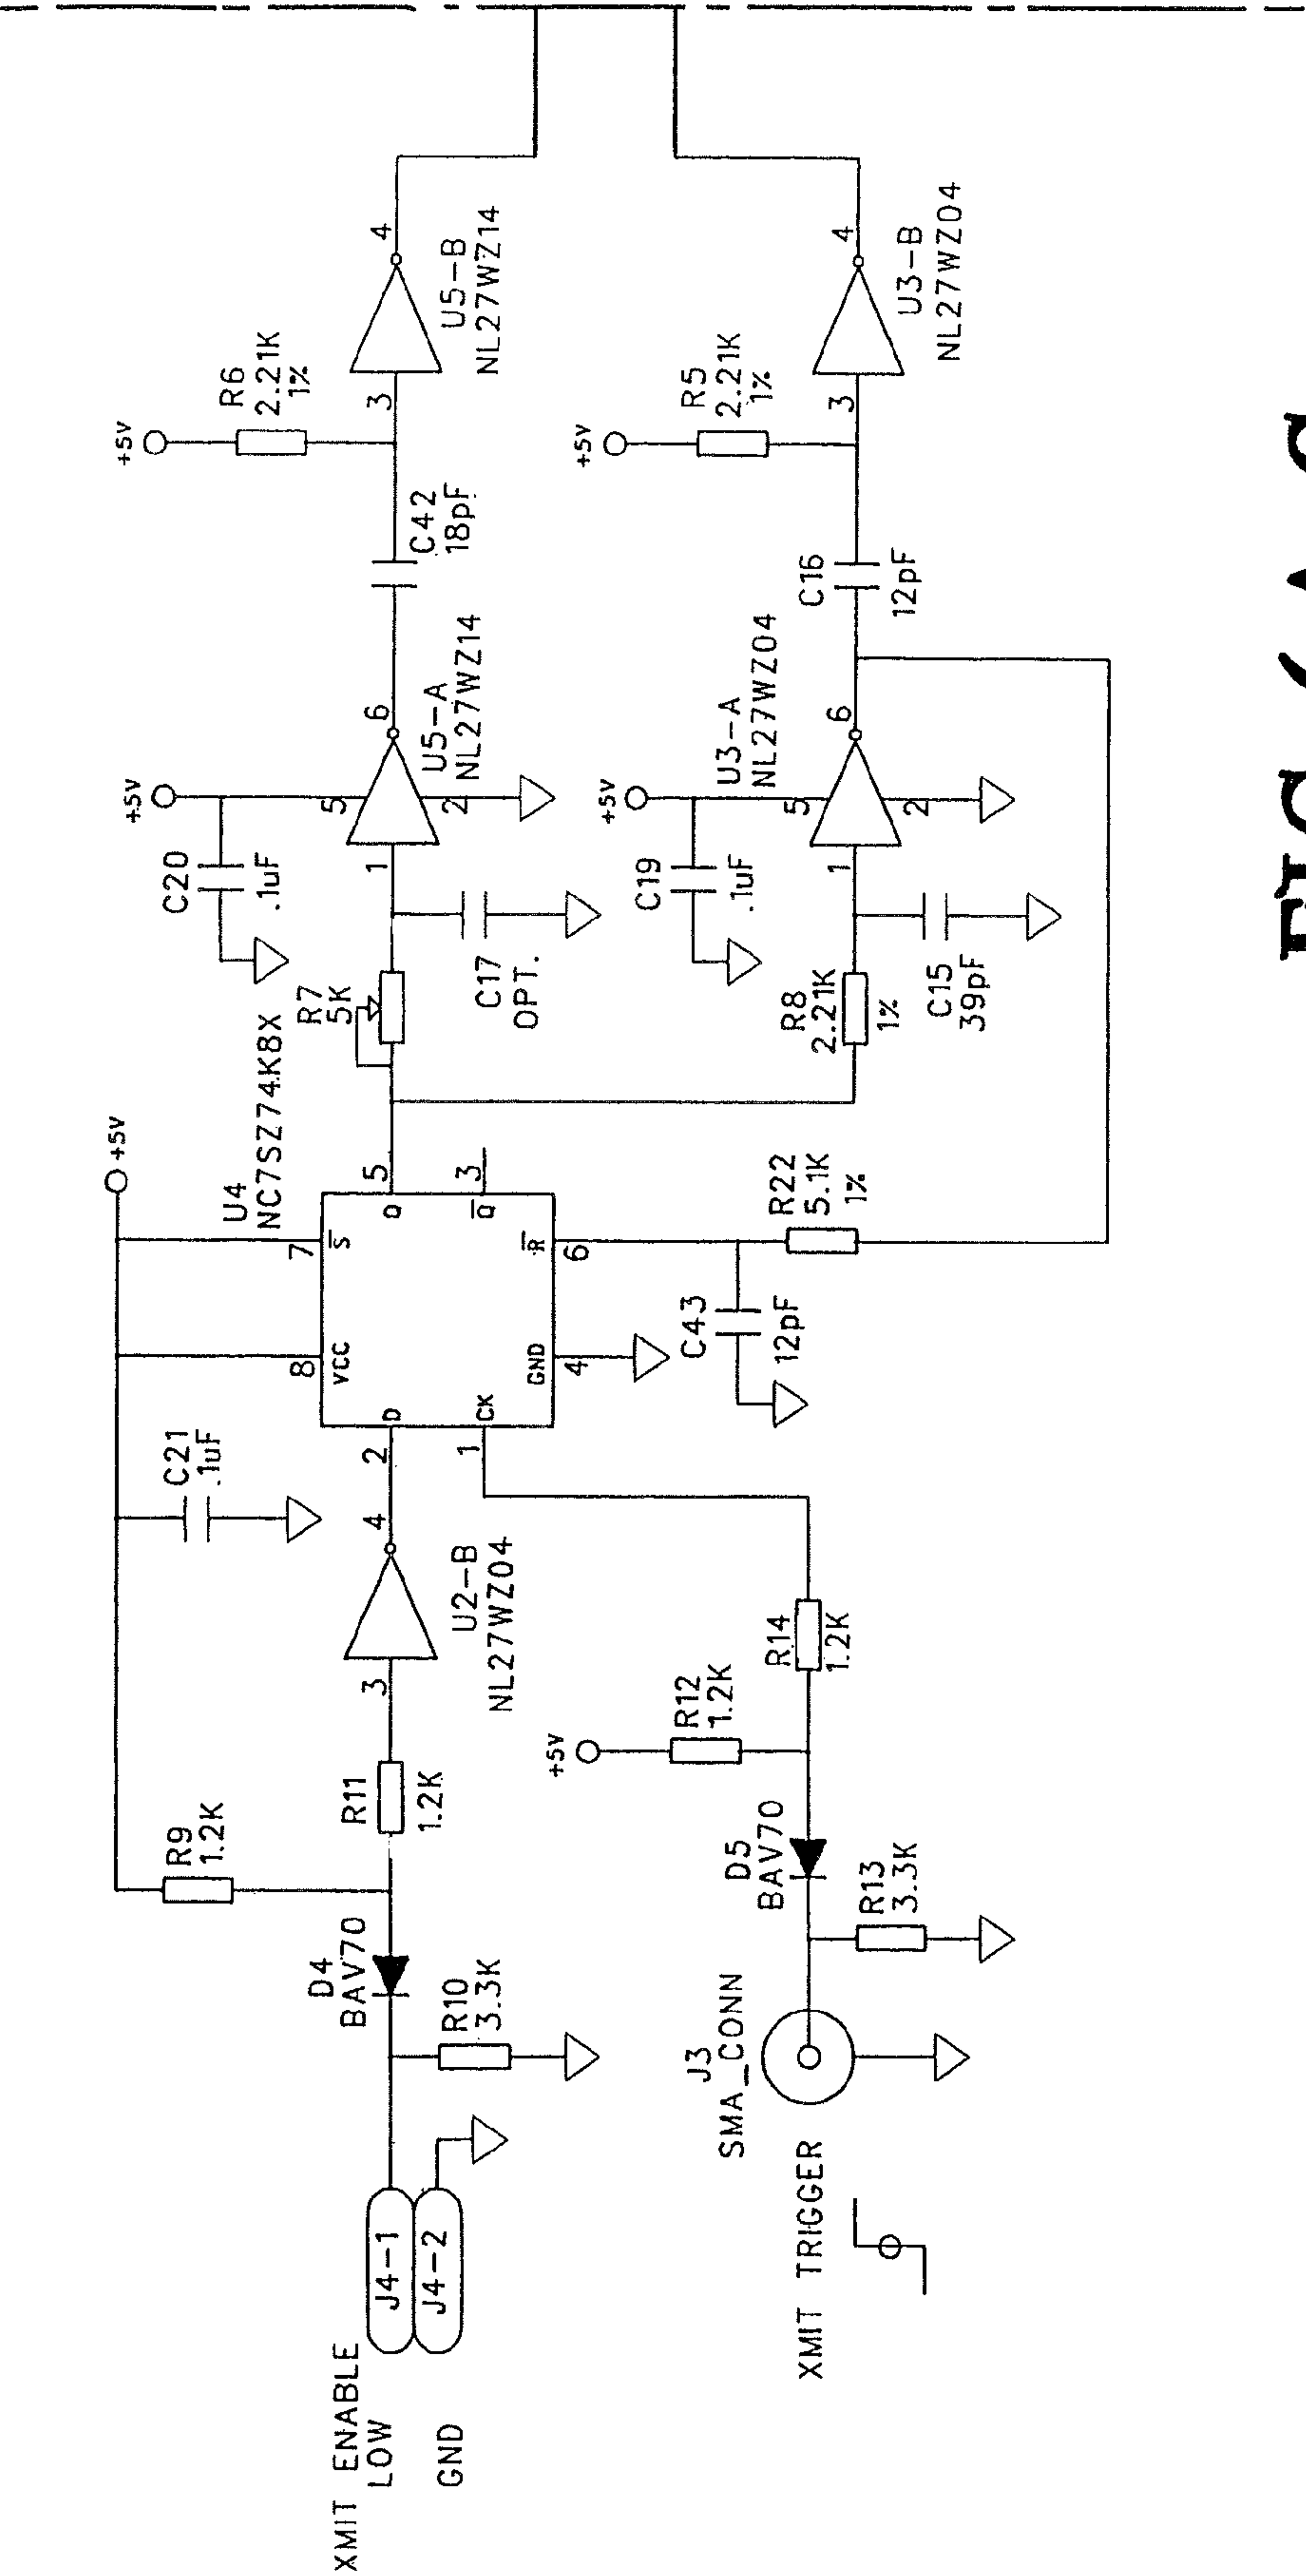 +5V
R6
2.21K
1%
3
4
U5-B
NL27WZ14
C42
18pF
+5V
C20
.1uF
5
6
1
2
U5-A
NL27WZ14
R7
5K
C17
OPT.
+5V
R5
2.21K
1%
3
4
U3-B
NL27WZ04
C16
12pF
+5V
C19
.1uF
5
6
1
2
U3-A
NL27WZ04
R8
2.21K
1%
C15
39pF
+5V
U4
NC7SZ74K8X
7
S
8
VCC
D
2
CK
1
GND
4
R
6
Q
5
Q
3
R22
5.1K
1%
C43
12pF
C21
.1uF
4
3
U2-B
NL27WZ04
R9
1.2K
R11
1.2K
D4
BAV70
R10
3.3K
J4-1
J4-2
XMIT ENABLE
LOW
GND
+5V
R12
1.2K
R14
1.2K
D5
BAV70
R13
3.3K
J3
SMA_CONN
XMIT TRIGGER